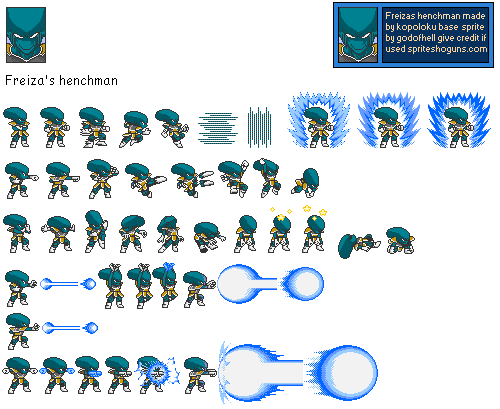 Freizas henchman made
by kopoloku base sprite
by godofhell give credit if
used spriteshoguns.com
Freiza's henchman